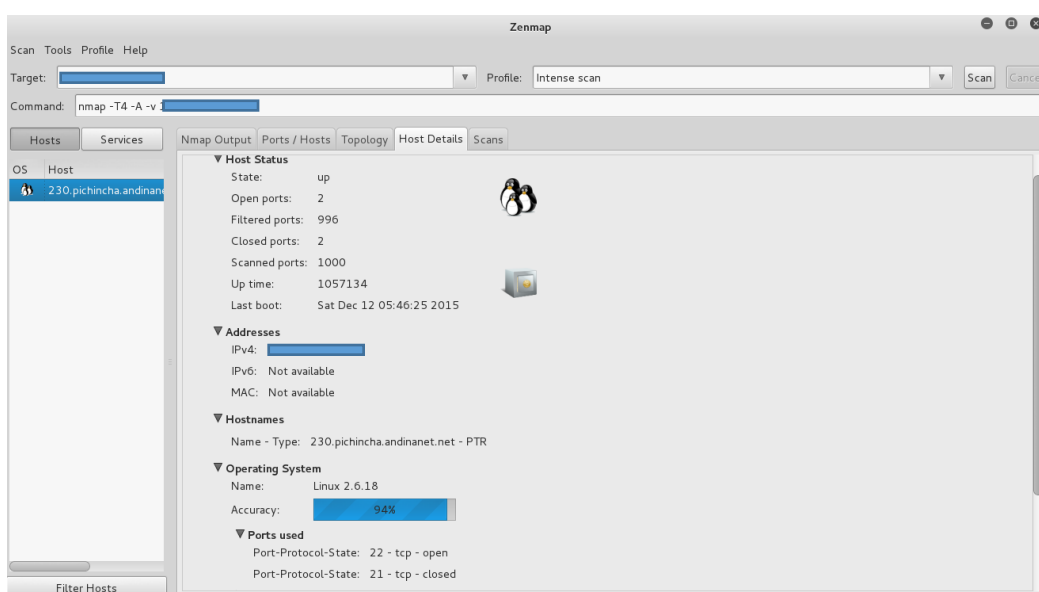 Zenmap
Scan Tools Profile Help
Target: Profile: Intense scan Scan Cance
Command: nmap -T4 -A -v
Hosts Services Nmap Output Ports / Hosts Topology Host Details Scans
OS Host
230.pichincha.andinan
Host Status
State: up
Open ports: 2
Filtered ports: 996
Closed ports: 2
Scanned ports: 1000
Up time: 1057134
Last boot: Sat Dec 12 05:46:25 2015
Addresses
IPv4:
IPv6: Not available
MAC: Not available
Hostnames
Name - Type: 230.pichincha.andinanet.net - PTR
Operating System
Name: Linux 2.6.18
Accuracy: 94%
Ports used
Port-Protocol-State: 22 - tcp - open
Port-Protocol-State: 21 - tcp - closed
Filter Hosts